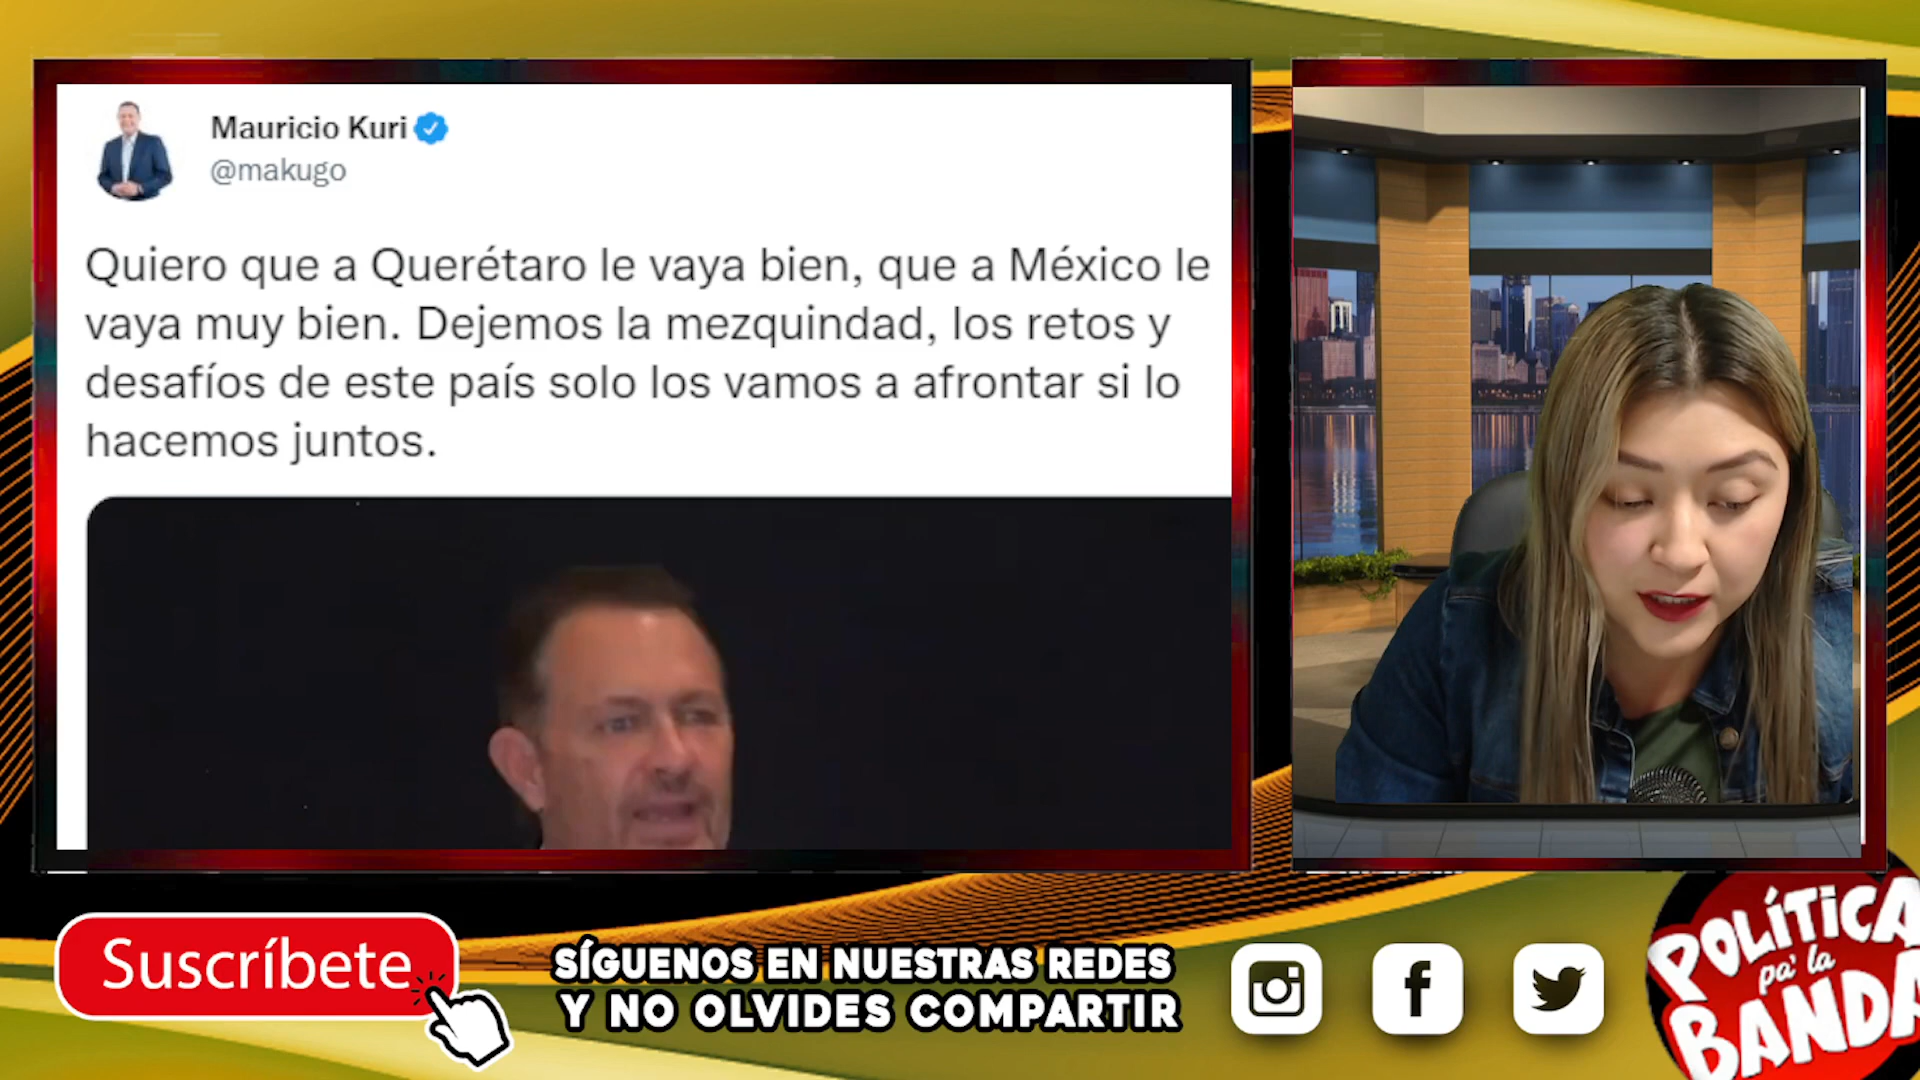 Mauricio Kuri
@makugo
Quiero que a Querétaro le vaya bien, que a México le
vaya muy bien. Dejemos la mezquindad, los retos y
desafíos de este país solo los vamos a afrontar si lo
hacemos juntos.
Suscríbete
SÍGUENOS EN NUESTRAS REDES
Y NO OLVIDES COMPARTIR
POLÍTICA
pa' la
BANDA